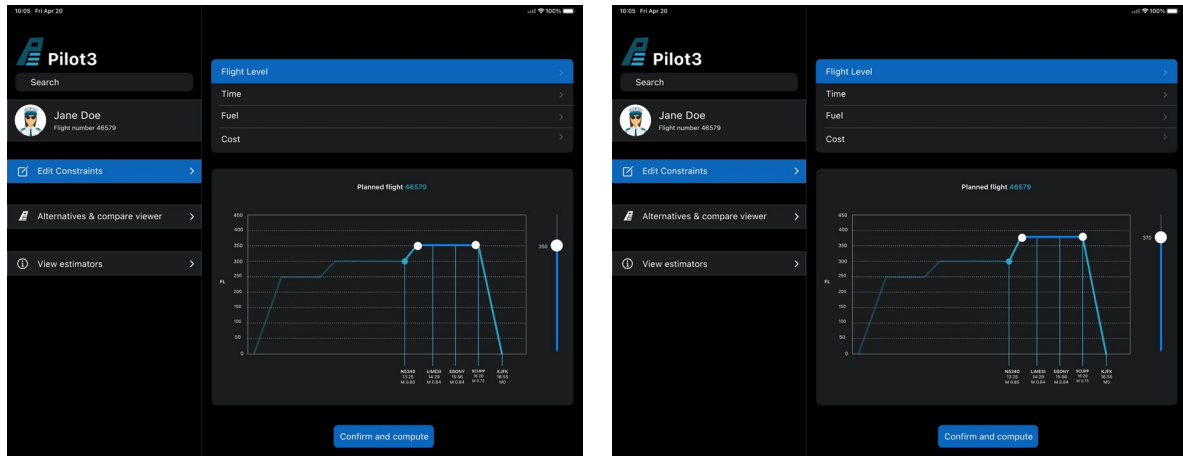 10:05 Fri Apr 20
100%
Pilot3
Search
Jane Doe
Flight number 46579
Edit Constraints
Alternatives & compare viewer
View estimators
Flight Level
Time
Fuel
Cost
Planned flight 46579
450
400
350
300
250
200
150
100
50
0
FL
350
N5340 LIMESI EBONY SCUPP KJFK
13:25 14:29 15:56 16:28 16:55
M 0.85 M 0.84 M 0.84 M 0.75 M0
Confirm and compute
10:05 Fri Apr 20
100%
Pilot3
Search
Jane Doe
Flight number 46579
Edit Constraints
Alternatives & compare viewer
View estimators
Flight Level
Time
Fuel
Cost
Planned flight 46579
450
400
350
300
250
200
150
100
50
0
FL
370
N5340 LIMESI EBONY SCUPP KJFK
13:25 14:29 15:56 16:28 16:55
M 0.85 M 0.84 M 0.84 M 0.75 M0
Confirm and compute